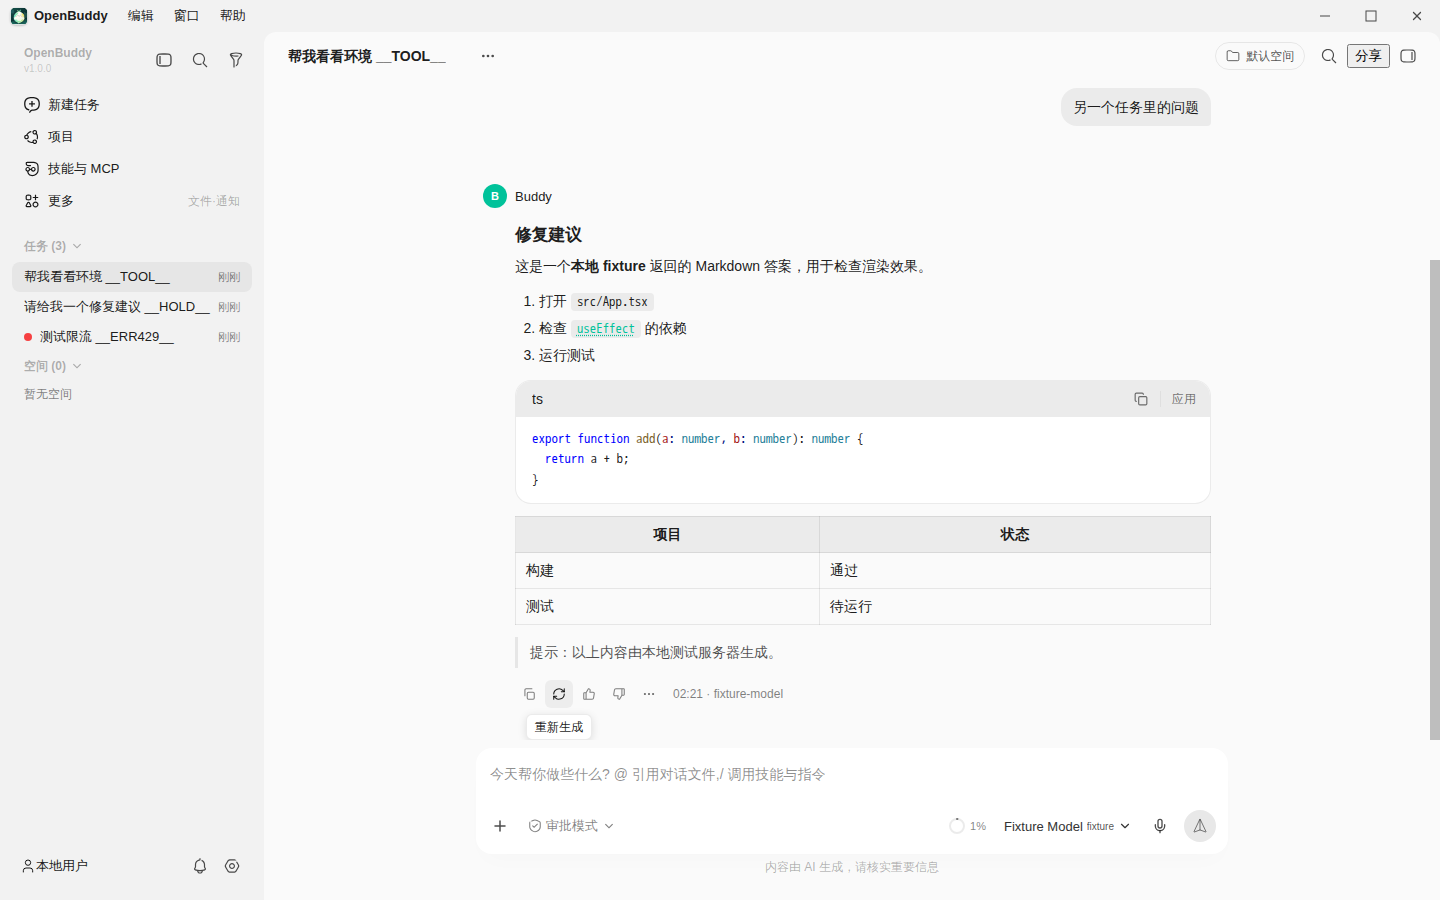 OpenBuddy 编辑 窗口 帮助
OpenBuddy
v1.0.0
新建任务
项目
技能与 MCP
更多 文件·通知
任务 (3)
帮我看看环境 __TOOL__ 刚刚
请给我一个修复建议 __HOLD__ 刚刚
测试限流 __ERR429__ 刚刚
空间 (0)
暂无空间
本地用户
帮我看看环境 __TOOL__
默认空间
分享
另一个任务里的问题
B Buddy
修复建议
这是一个本地 fixture 返回的 Markdown 答案，用于检查渲染效果。
1. 打开 src/App.tsx
2. 检查 useEffect 的依赖
3. 运行测试
ts 应用
export function add(a: number, b: number): number {
  return a + b;
}
项目 状态
构建 通过
测试 待运行
提示：以上内容由本地测试服务器生成。
02:21 · fixture-model
重新生成
今天帮你做些什么? @ 引用对话文件,/ 调用技能与指令
审批模式 1% Fixture Model fixture
内容由 AI 生成，请核实重要信息